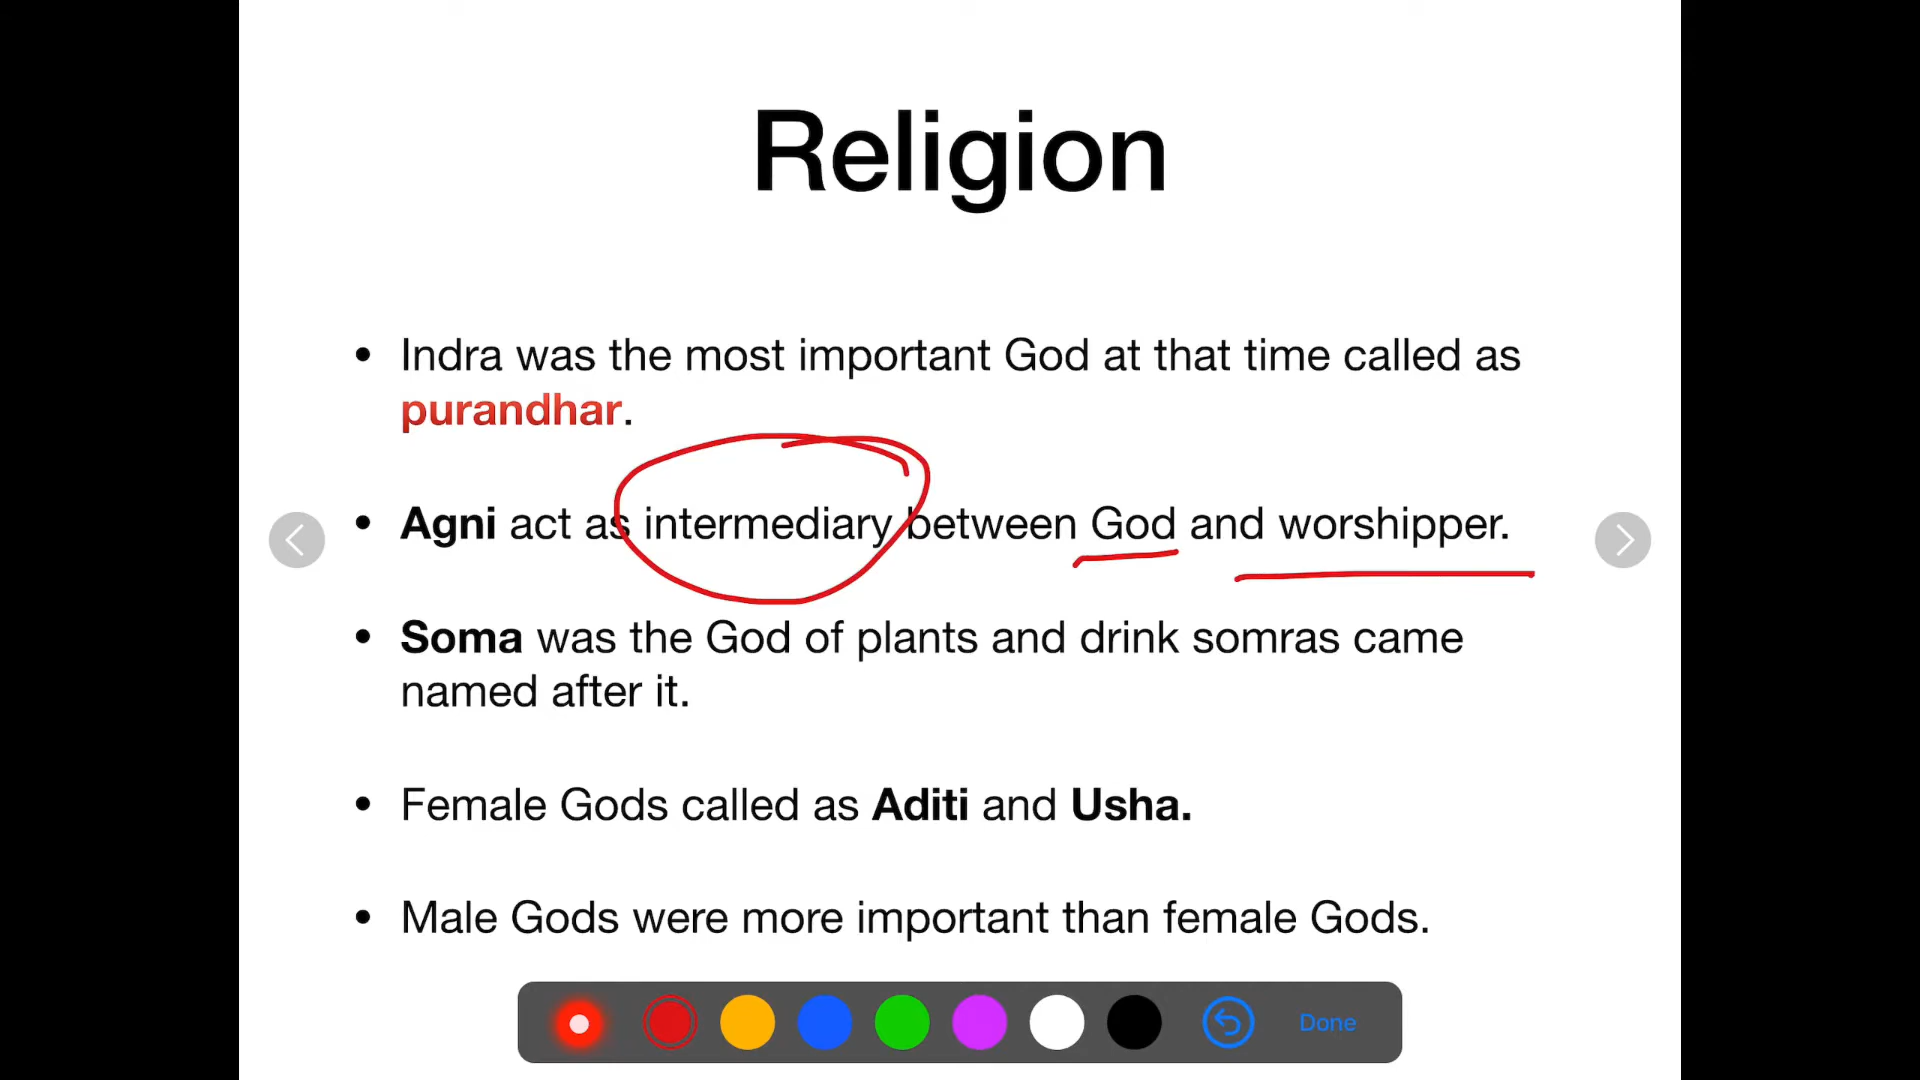 Religion
• Indra was the most important God at that time called as
purandhar.
• Agni act as intermediary between God and worshipper.
• Soma was the God of plants and drink somras came
named after it.
• Female Gods called as Aditi and Usha.
• Male Gods were more important than female Gods.
Done